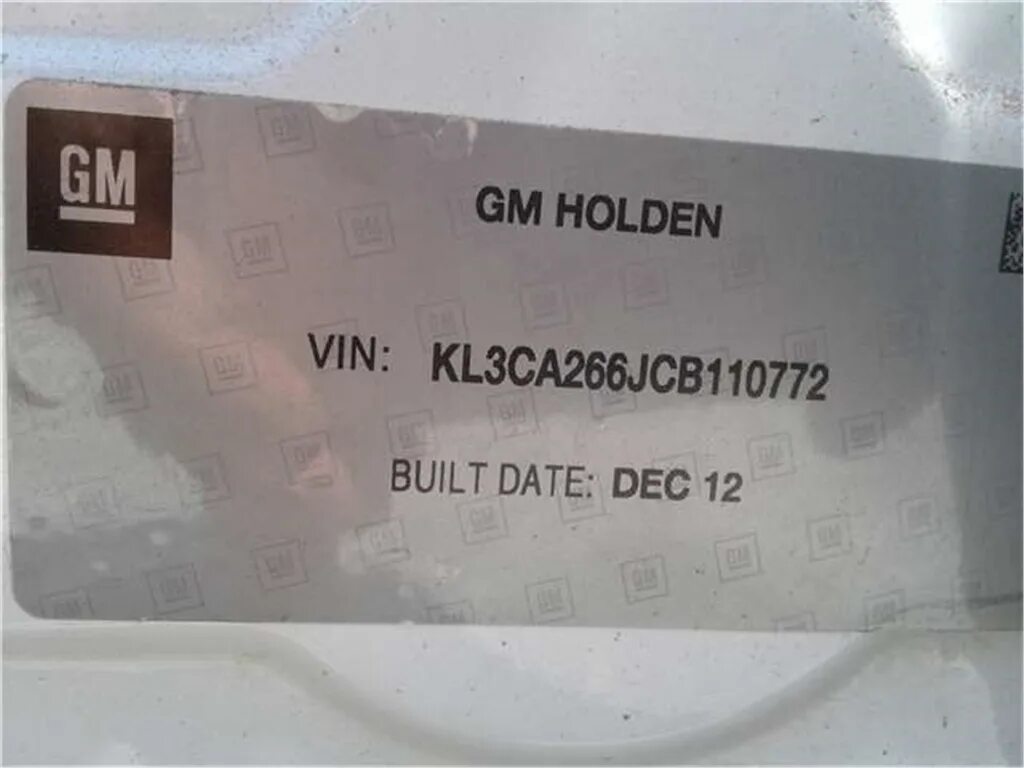 GM
GM HOLDEN
VIN: KL3CA266JCB110772
BUILT DATE: DEC 12